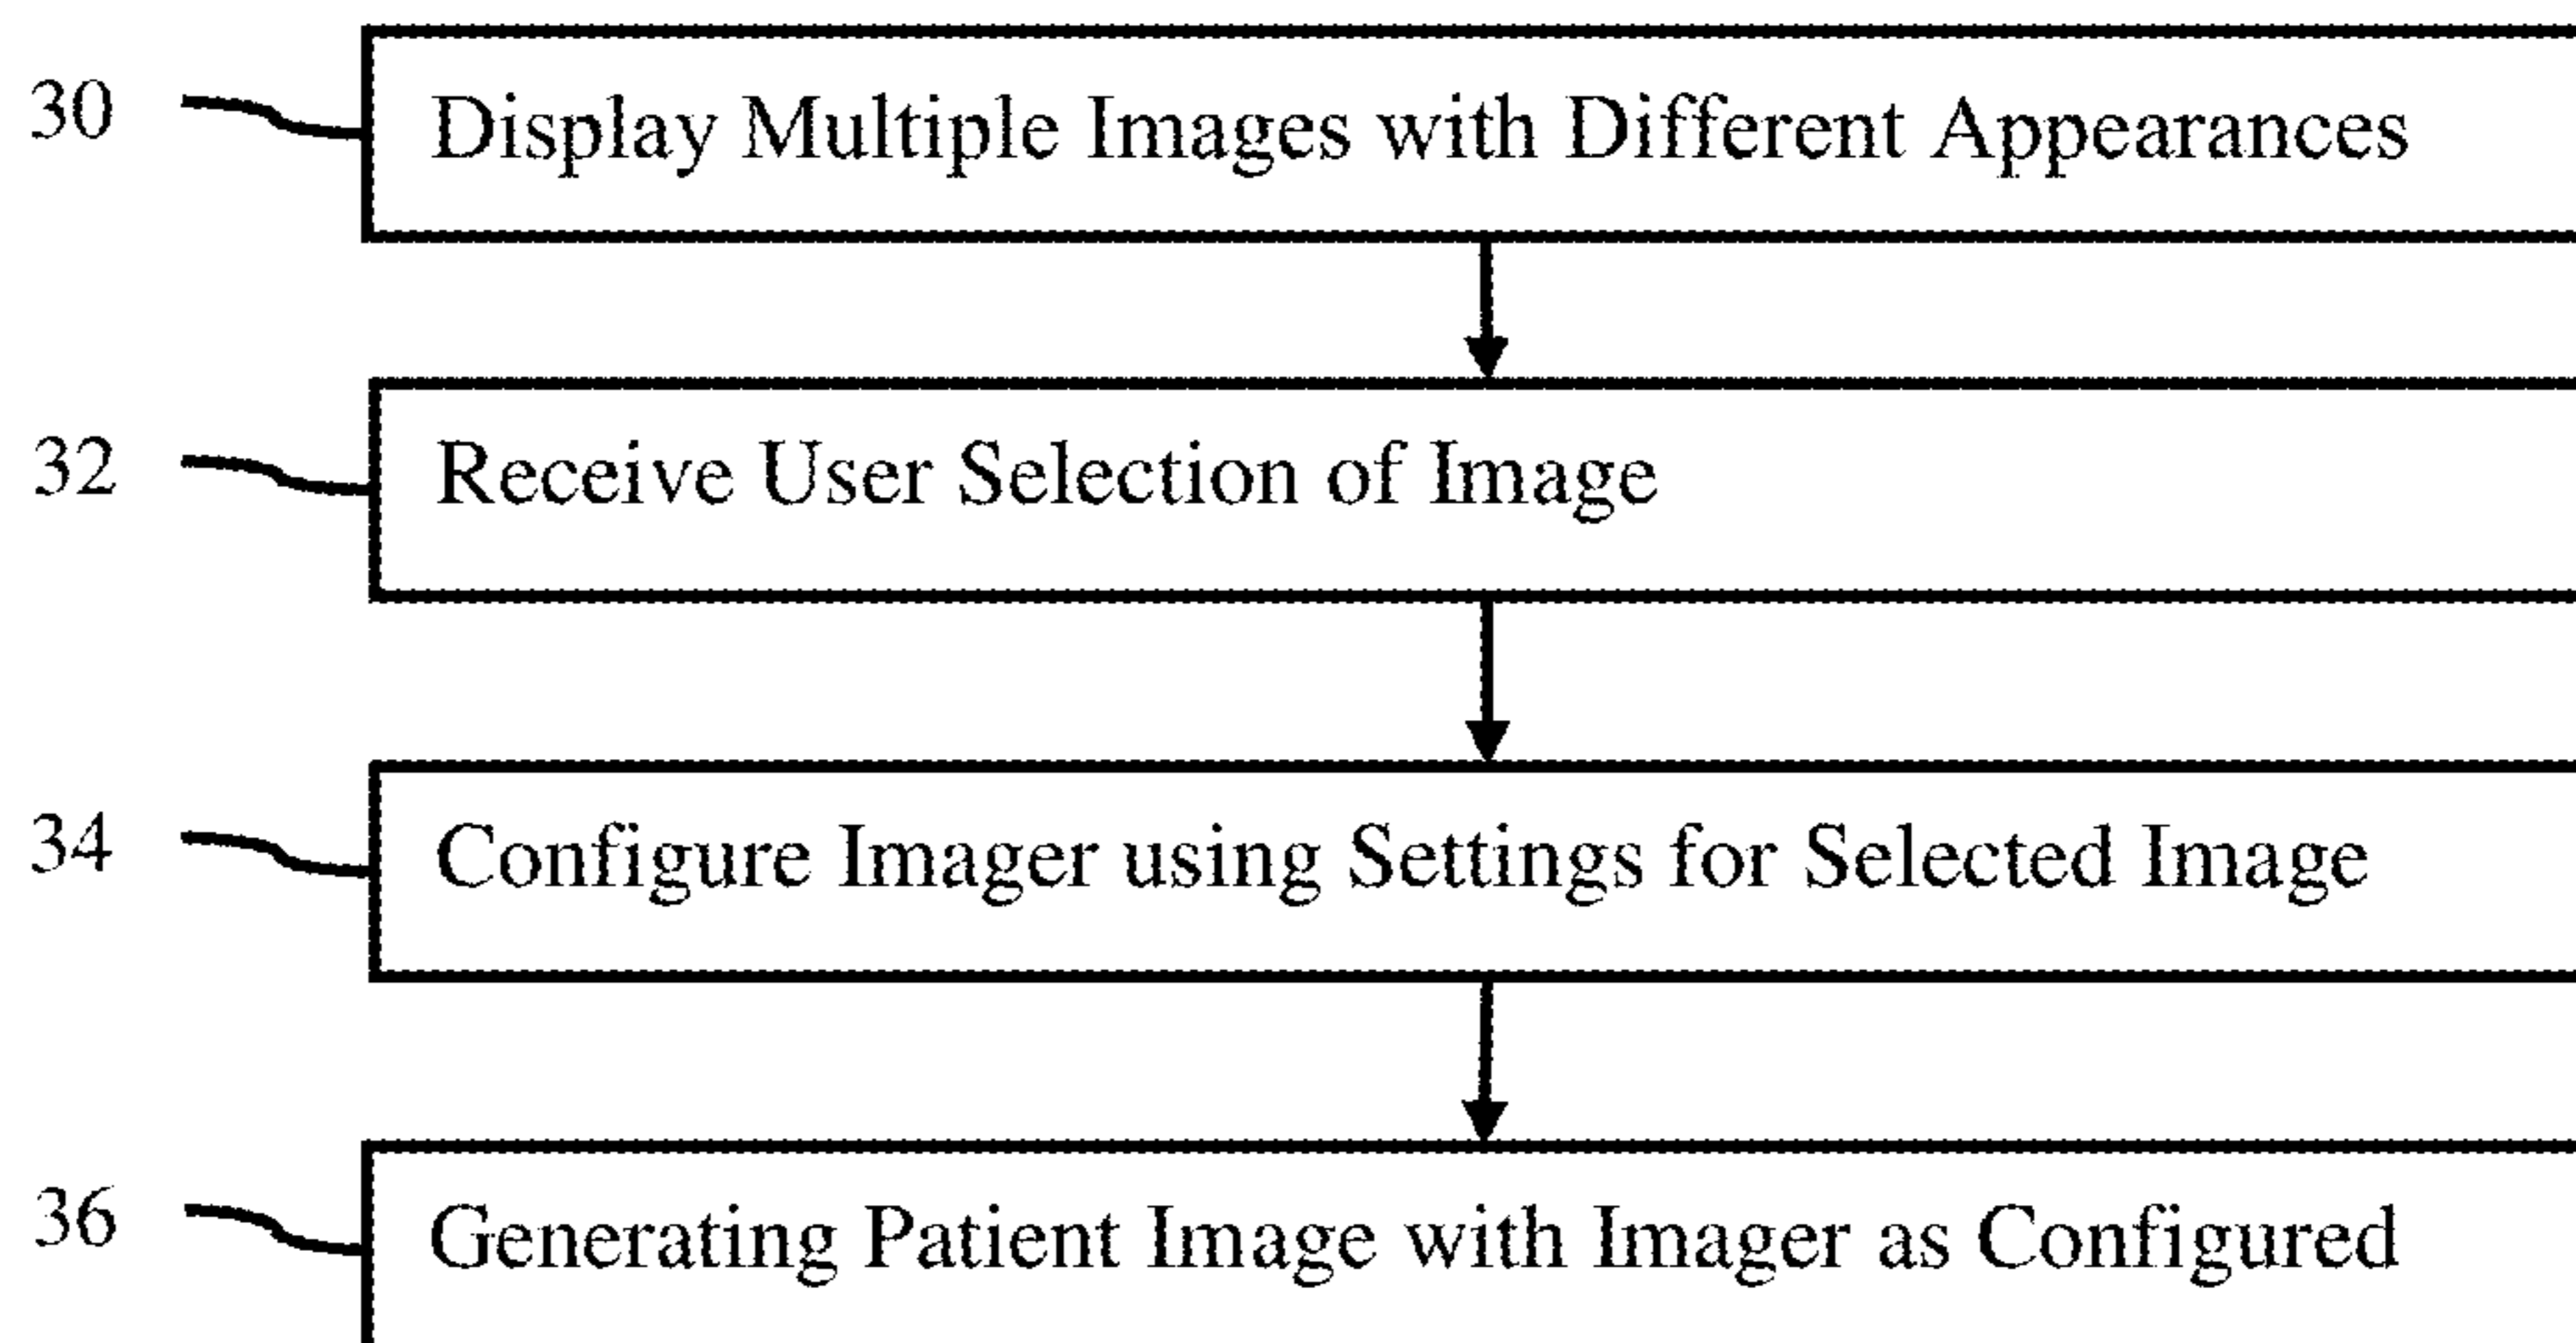 30 Display Multiple Images with Different Appearances
32 Receive User Selection of Image
34 Configure Imager using Settings for Selected Image
36 Generating Patient Image with Imager as Configured